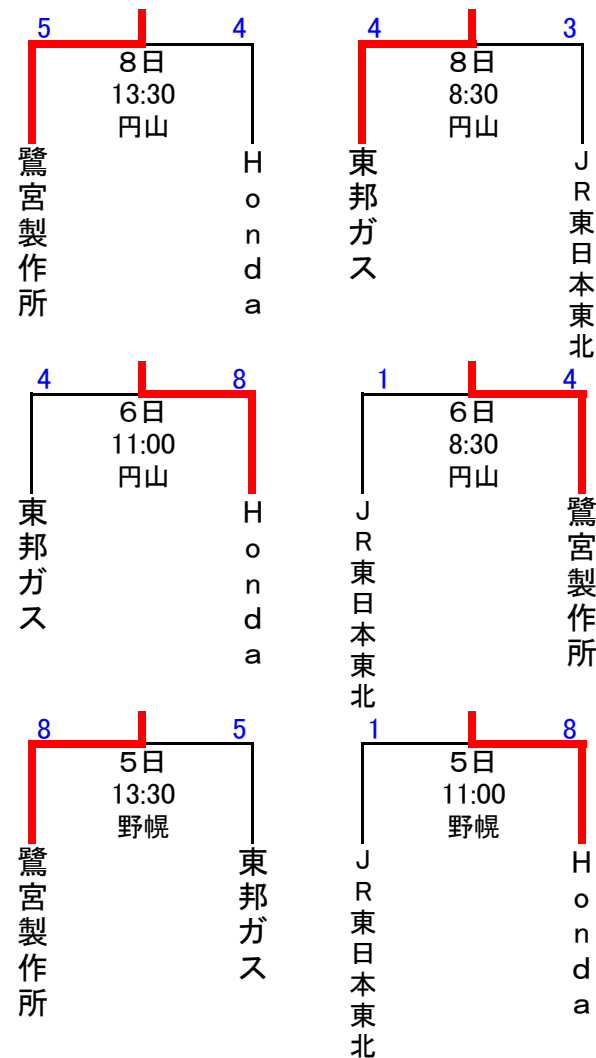 5 4
８日
13:30
円山
鷺宮製作所
Ｈｏｎｄａ
4 3
８日
8:30
円山
東邦ガス
ＪＲ東日本東北
4 8
６日
11:00
円山
東邦ガス
Ｈｏｎｄａ
1 4
６日
8:30
円山
ＪＲ東日本東北
鷺宮製作所
8 5
５日
13:30
野幌
鷺宮製作所
東邦ガス
1 8
５日
11:00
野幌
ＪＲ東日本東北
Ｈｏｎｄａ